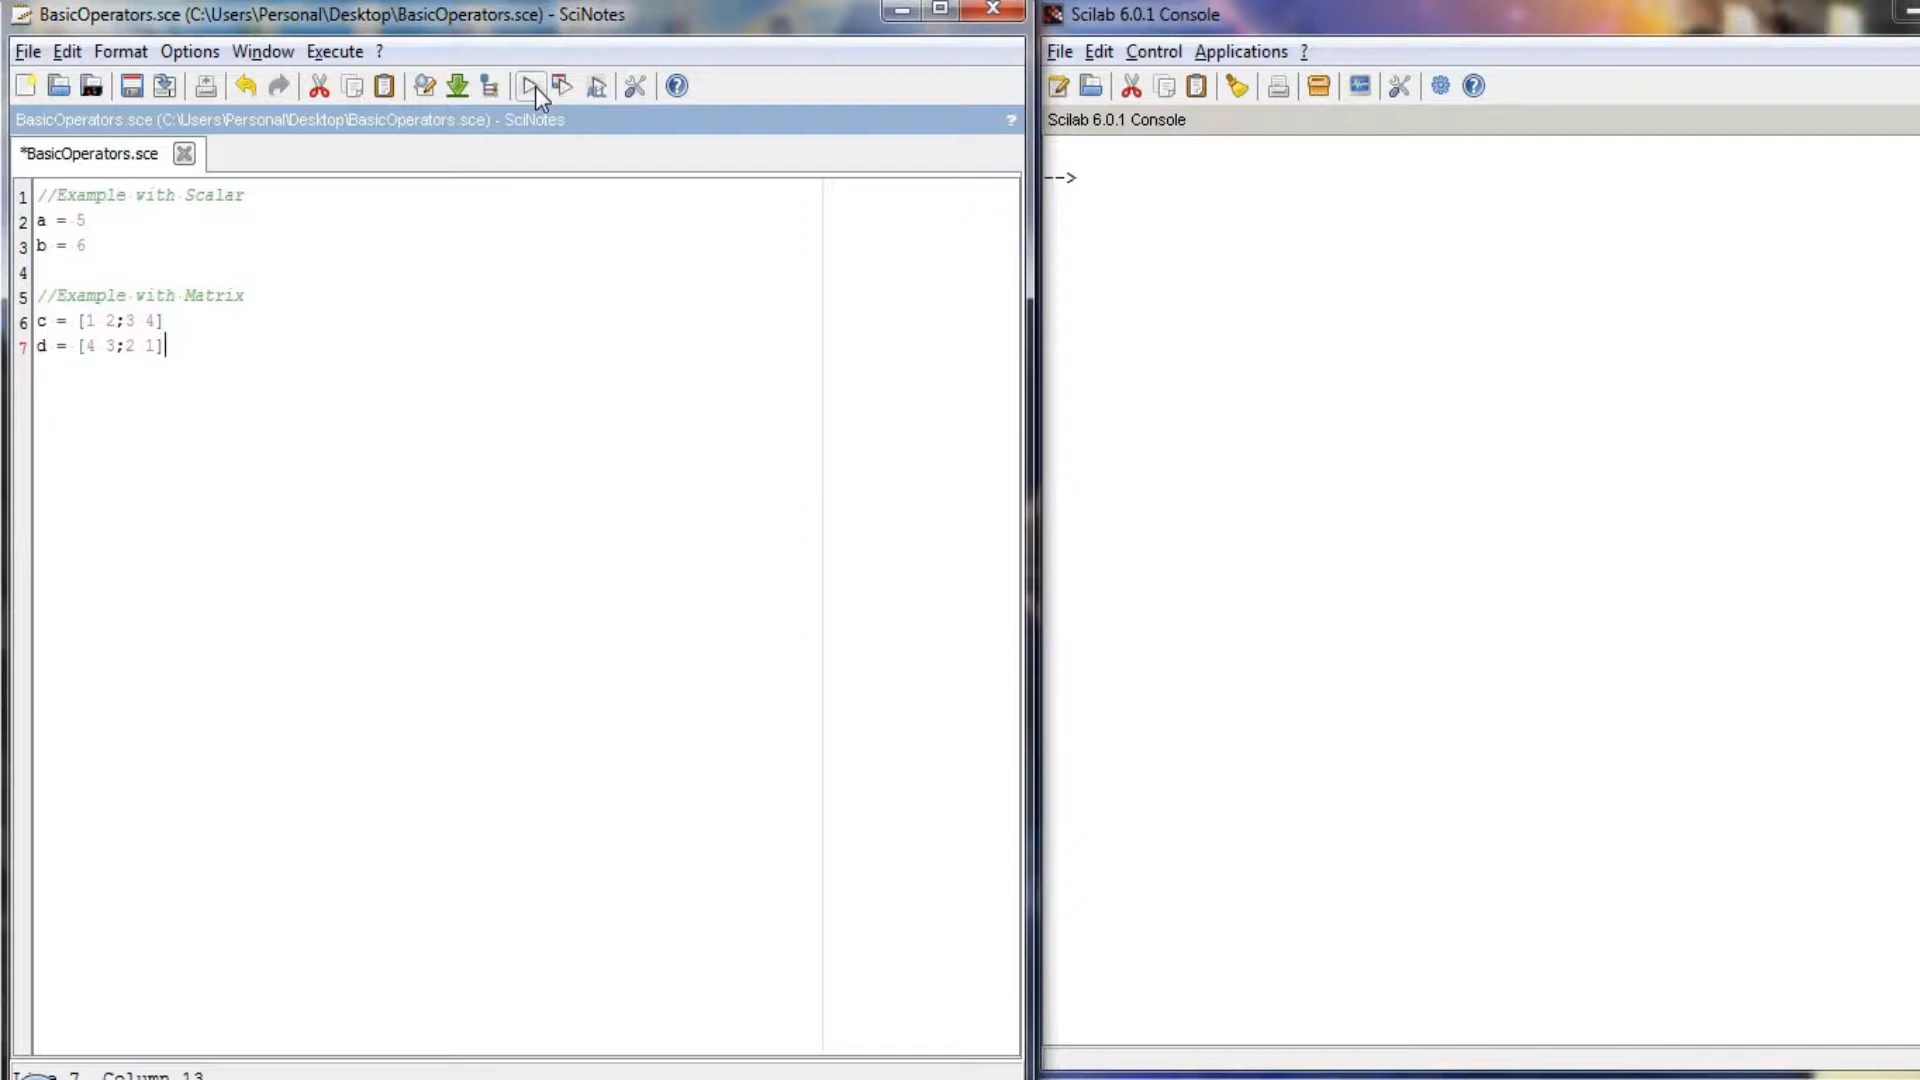 BasicOperators.sce (C:\Users\Personal\Desktop\BasicOperators.sce) - SciNotes
File Edit Format Options Window Execute ?
BasicOperators.sce (C:\Users\Personal\Desktop\BasicOperators.sce) - SciNotes ?
*BasicOperators.sce
1 //Example with Scalar
2 a = 5
3 b = 6
4
5 //Example with Matrix
6 c = [1 2;3 4]
7 d = [4 3;2 1]
7, Column 13
Scilab 6.0.1 Console
File Edit Control Applications ?
Scilab 6.0.1 Console
-->